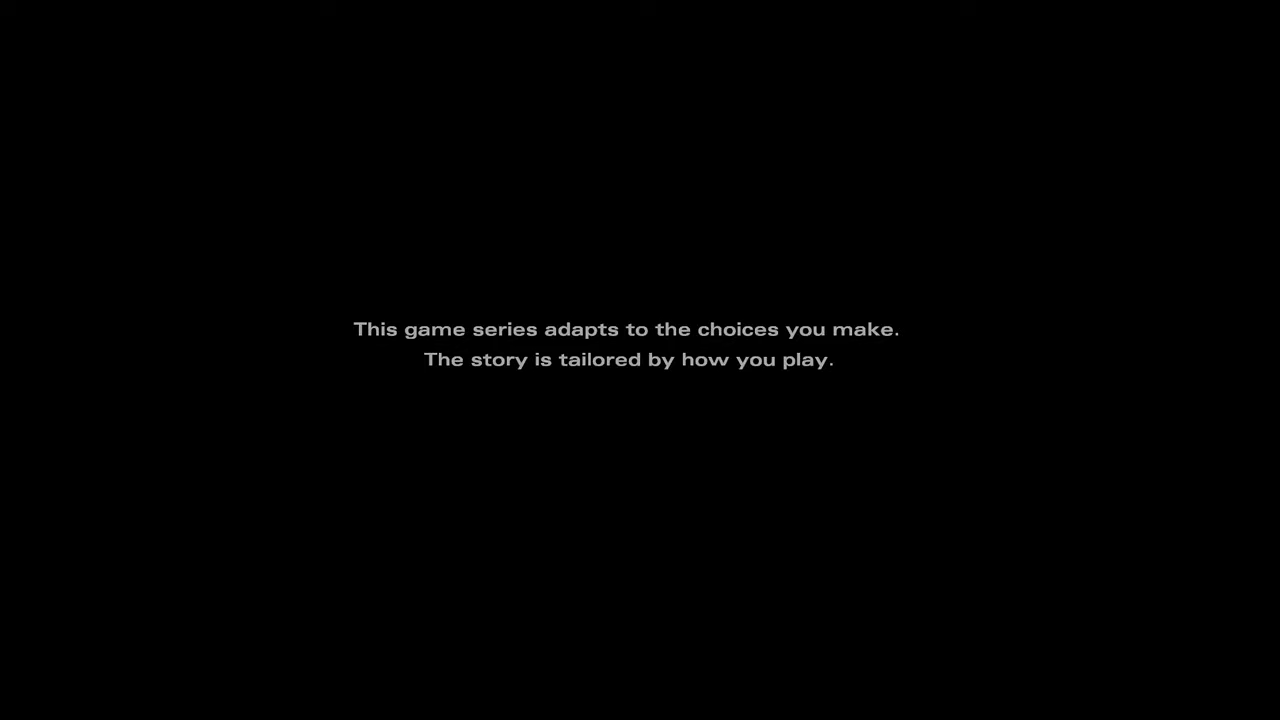 This game series adapts to the choices you make.
The story is tailored by how you play.